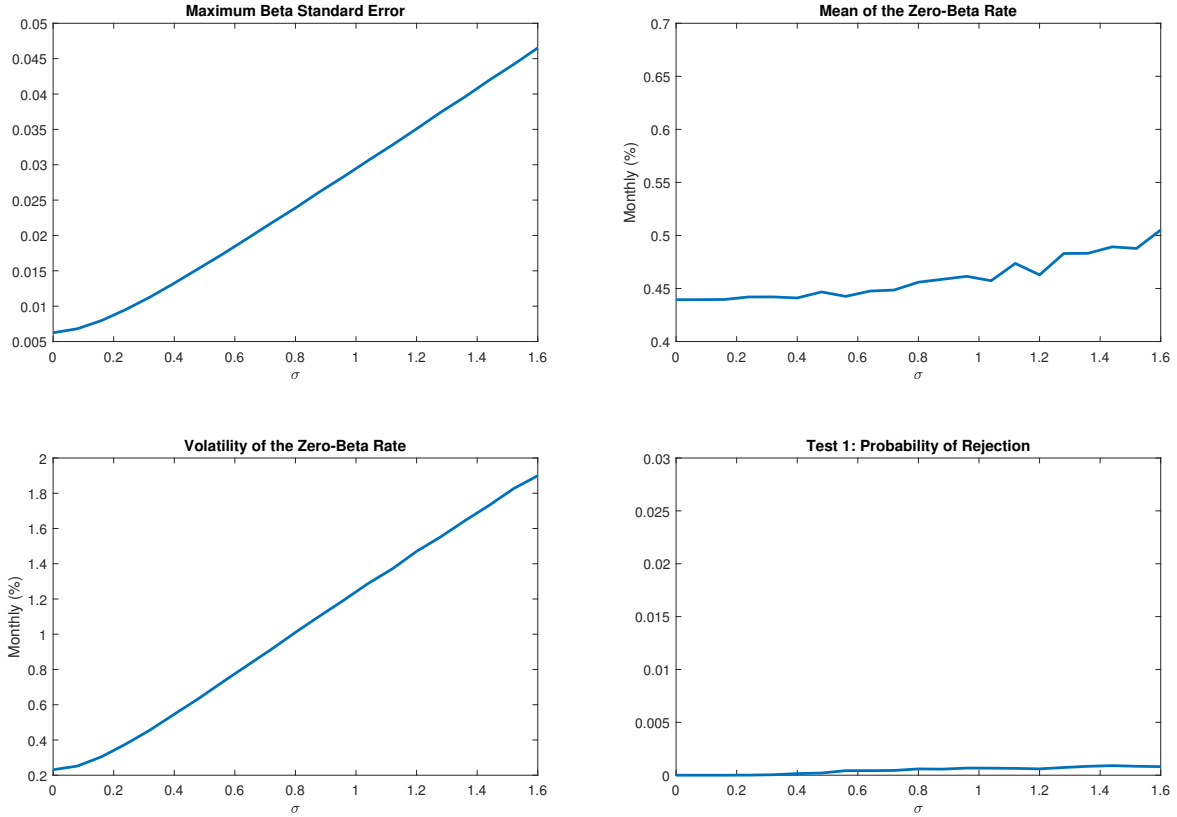 Maximum Beta Standard Error
0.05
0.045
0.04
0.035
0.03
0.025
0.02
0.015
0.01
0.005
0 0.2 0.4 0.6 0.8 1 1.2 1.4 1.6
σ
Mean of the Zero-Beta Rate
Monthly (%)
0.7
0.65
0.6
0.55
0.5
0.45
0.4
0 0.2 0.4 0.6 0.8 1 1.2 1.4 1.6
σ
Volatility of the Zero-Beta Rate
Monthly (%)
2
1.8
1.6
1.4
1.2
1
0.8
0.6
0.4
0.2
0 0.2 0.4 0.6 0.8 1 1.2 1.4 1.6
σ
Test 1: Probability of Rejection
0.03
0.025
0.02
0.015
0.01
0.005
0
0 0.2 0.4 0.6 0.8 1 1.2 1.4 1.6
σ